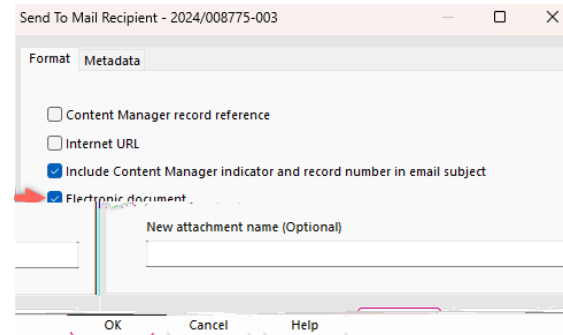 Send To Mail Recipient - 2024/008775-003
Format Metadata
Content Manager record reference
Internet URL
Include Content Manager indicator and record number in email subject
Electronic document
New attachment name (Optional)
OK Cancel Help